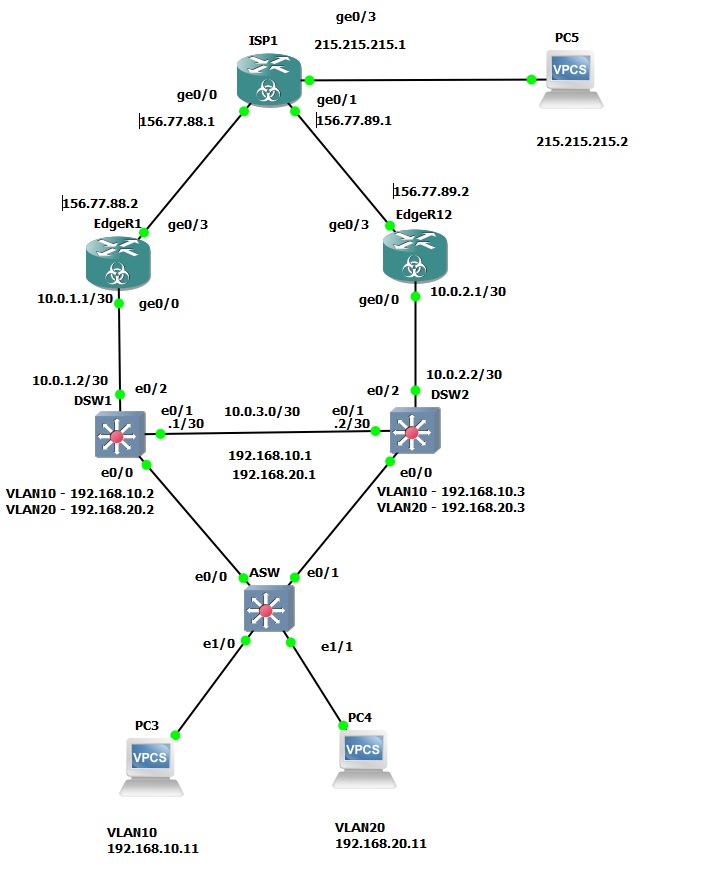 ge0/3
ISP1
215.215.215.1
PC5
VPCS
ge0/0
ge0/1
156.77.88.1
156.77.89.1
215.215.215.2
156.77.88.2
156.77.89.2
EdgeR1
ge0/3
ge0/3
EdgeR12
10.0.1.1/30
ge0/0
ge0/0
10.0.2.1/30
10.0.1.2/30
e0/2
10.0.2.2/30
e0/2
DSW1
DSW2
e0/1
.1/30
10.0.3.0/30
e0/1
.2/30
192.168.10.1
192.168.20.1
e0/0
VLAN10 - 192.168.10.2
VLAN20 - 192.168.20.2
e0/0
VLAN10 - 192.168.10.3
VLAN20 - 192.168.20.3
e0/0
ASW
e0/1
e1/0
e1/1
PC3
VPCS
PC4
VPCS
VLAN10
192.168.10.11
VLAN20
192.168.20.11